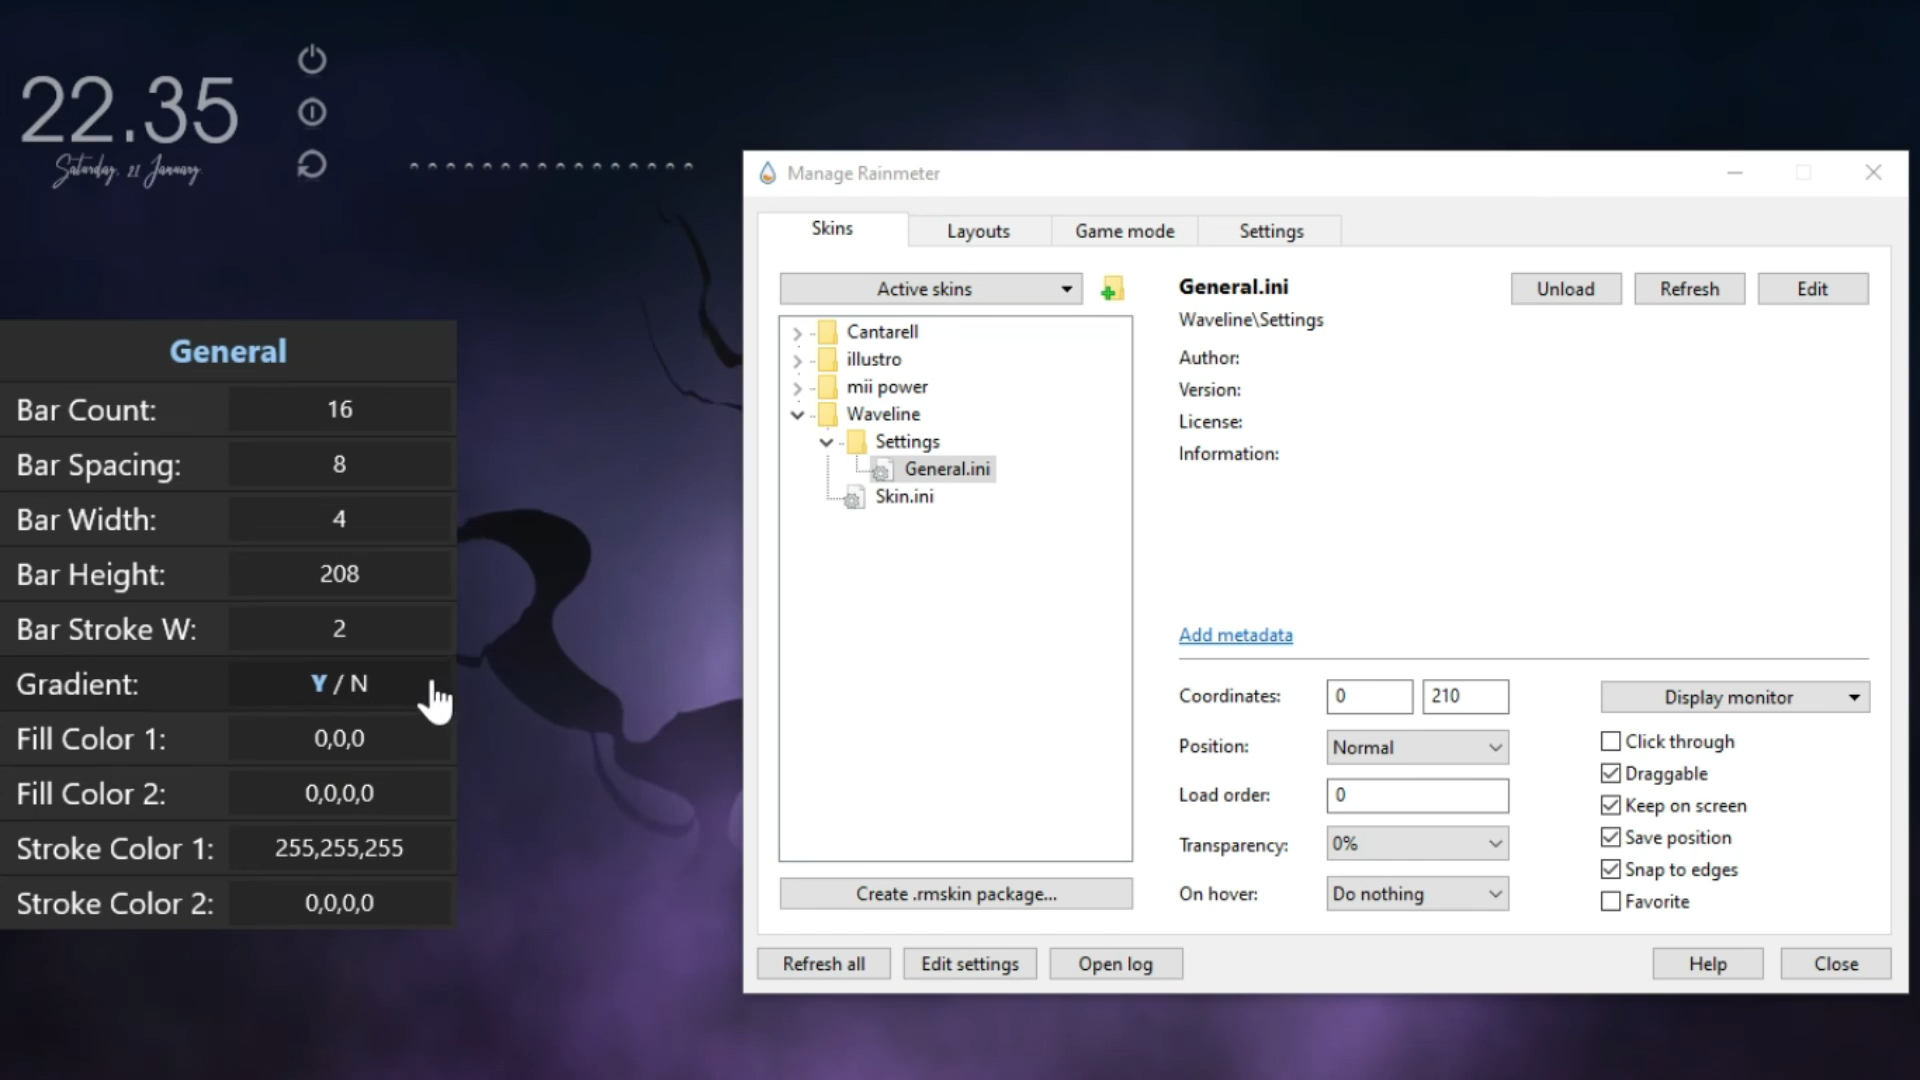 22.35
Saturday, 21 January
General
Bar Count: 16
Bar Spacing: 8
Bar Width: 4
Bar Height: 208
Bar Stroke W: 2
Gradient: Y / N
Fill Color 1: 0,0,0
Fill Color 2: 0,0,0,0
Stroke Color 1: 255,255,255
Stroke Color 2: 0,0,0,0
Manage Rainmeter
Skins Layouts Game mode Settings
Active skins
Cantarell
illustro
mii power
Waveline
Settings
General.ini
Skin.ini
Create .rmskin package...
General.ini Unload Refresh Edit
Waveline\Settings
Author:
Version:
License:
Information:
Add metadata
Coordinates: 0 210
Position: Normal
Load order: 0
Transparency: 0%
On hover: Do nothing
Display monitor
Click through
Draggable
Keep on screen
Save position
Snap to edges
Favorite
Refresh all Edit settings Open log Help Close